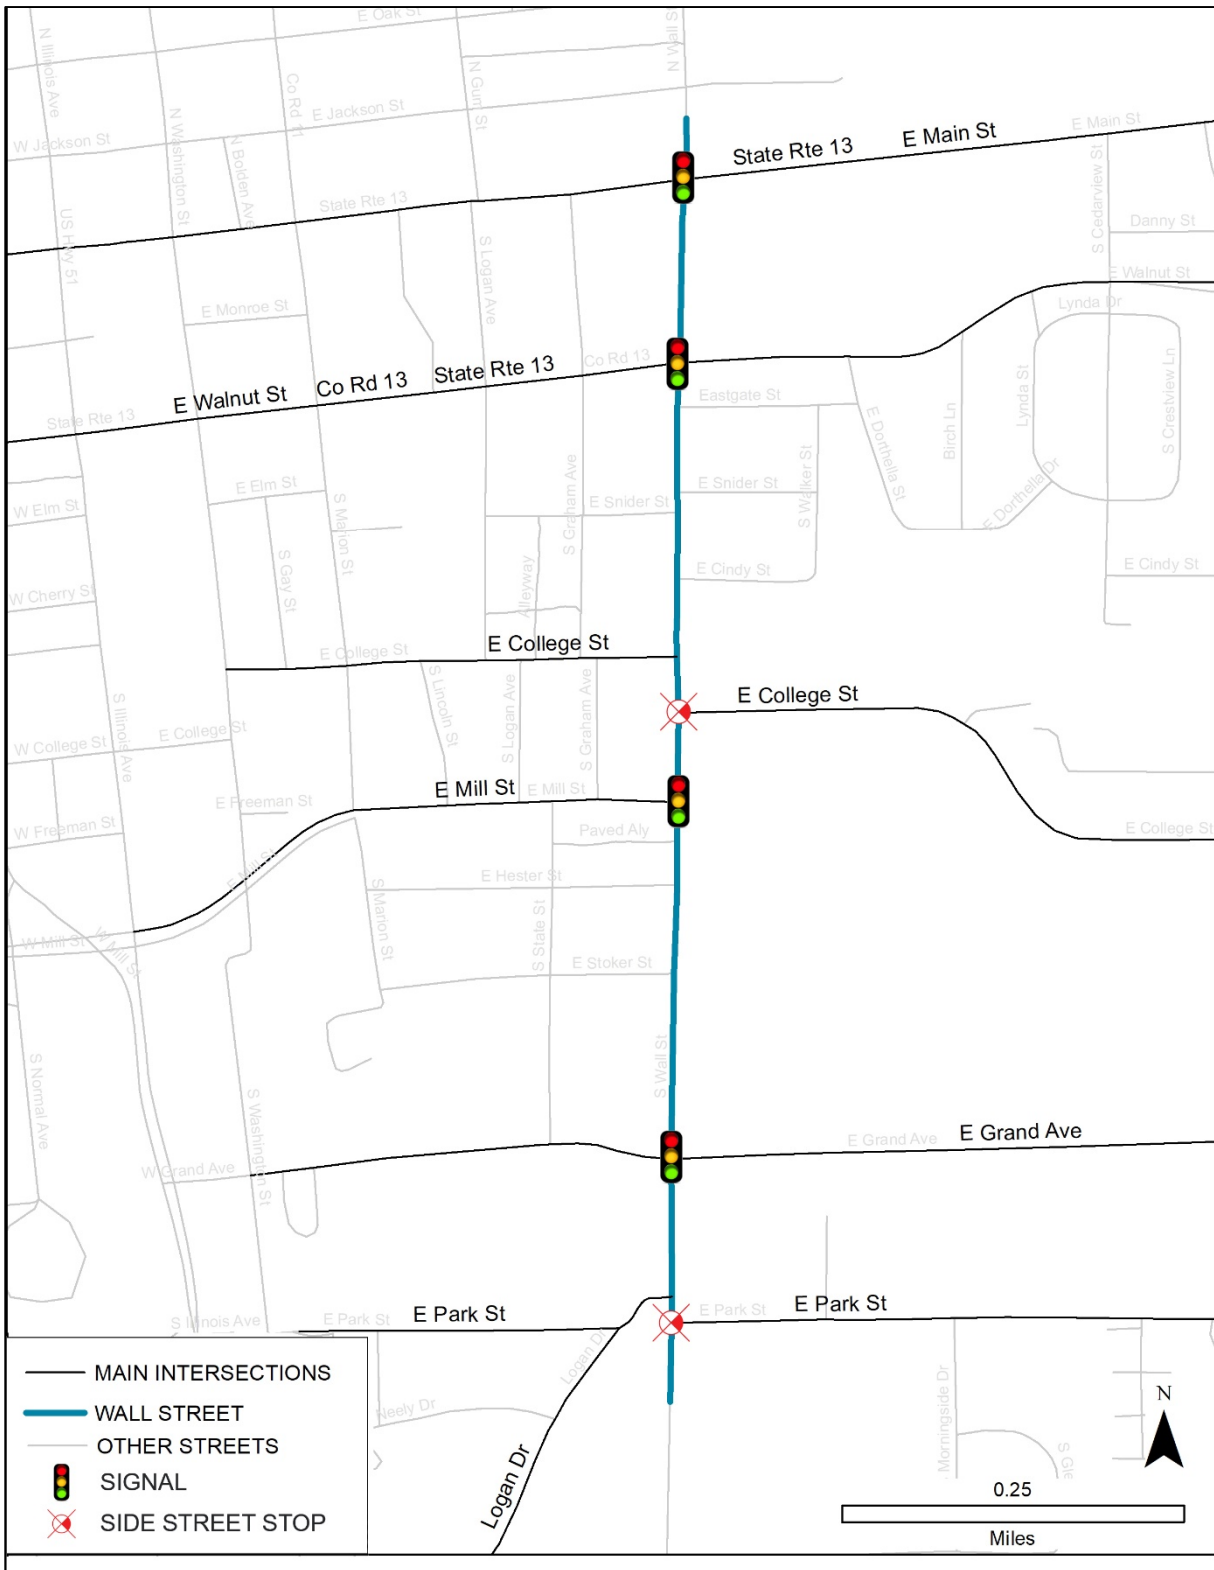 E Oak St
N Wall St
N Illinois Ave
Co Rd 11
N Gum St
E Jackson St
N Washington St
W Jackson St
N Bolden Ave
E Main St
E Main St
State Rte 13
S Cedarview St
State Rte 13
Danny St
US Hwy 51
S Logan Ave
E Walnut St
Lynda Dr
E Monroe St
Co Rd 13
State Rte 13
Co Rd 13
E Walnut St
State Rte 13
Eastgate St
Lynda St
S Crestview Ln
Birch Ln
E Dorthella St
E Elm St
E Snider St
S Walker St
E Dorthella Dr
W Elm St
S Marion St
E Snider St
S Graham Ave
S Gay St
Alleyway
E Cindy St
E Cindy St
W Cherry St
E College St
E College St
S Lincoln St
S Logan Ave
S Graham Ave
E College St
S Illinois Ave
E College St
W College St
E Mill St
E Mill St
E Freeman St
W Freeman St
Paved Aly
E College St
E Mill St
E Hester St
S Marion St
S State St
W Mill St
W Mill St
E Stoker St
S Wall St
S Normal Ave
S Washington St
E Grand Ave
E Grand Ave
W Grand Ave
E Park St
E Park St
E Park St
E Park St
S Illinois Ave
Logan Dr
Neely Dr
Logan Dr
Morningside Dr
S Gle
N
MAIN INTERSECTIONS
WALL STREET
OTHER STREETS
SIGNAL
SIDE STREET STOP
0.25
Miles